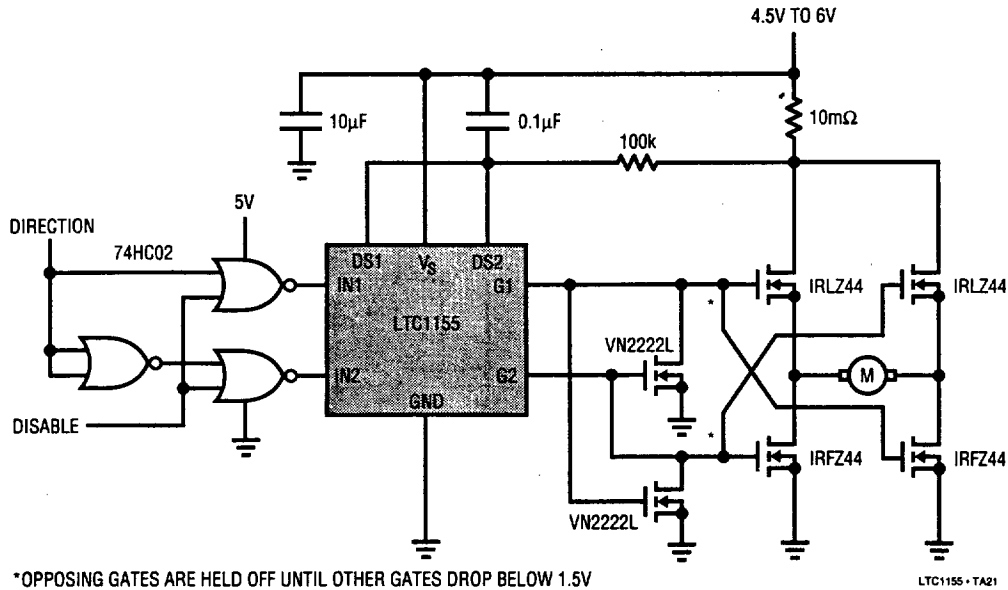 4.5V TO 6V
10µF
0.1µF
10mΩ
100k
5V
DIRECTION
74HC02
DS1
VS
DS2
IN1
G1
LTC1155
IRLZ44
IRLZ44
*
VN2222L
M
IN2
G2
GND
DISABLE
*
IRFZ44
IRFZ44
VN2222L
*OPPOSING GATES ARE HELD OFF UNTIL OTHER GATES DROP BELOW 1.5V
LTC1155 • TA21